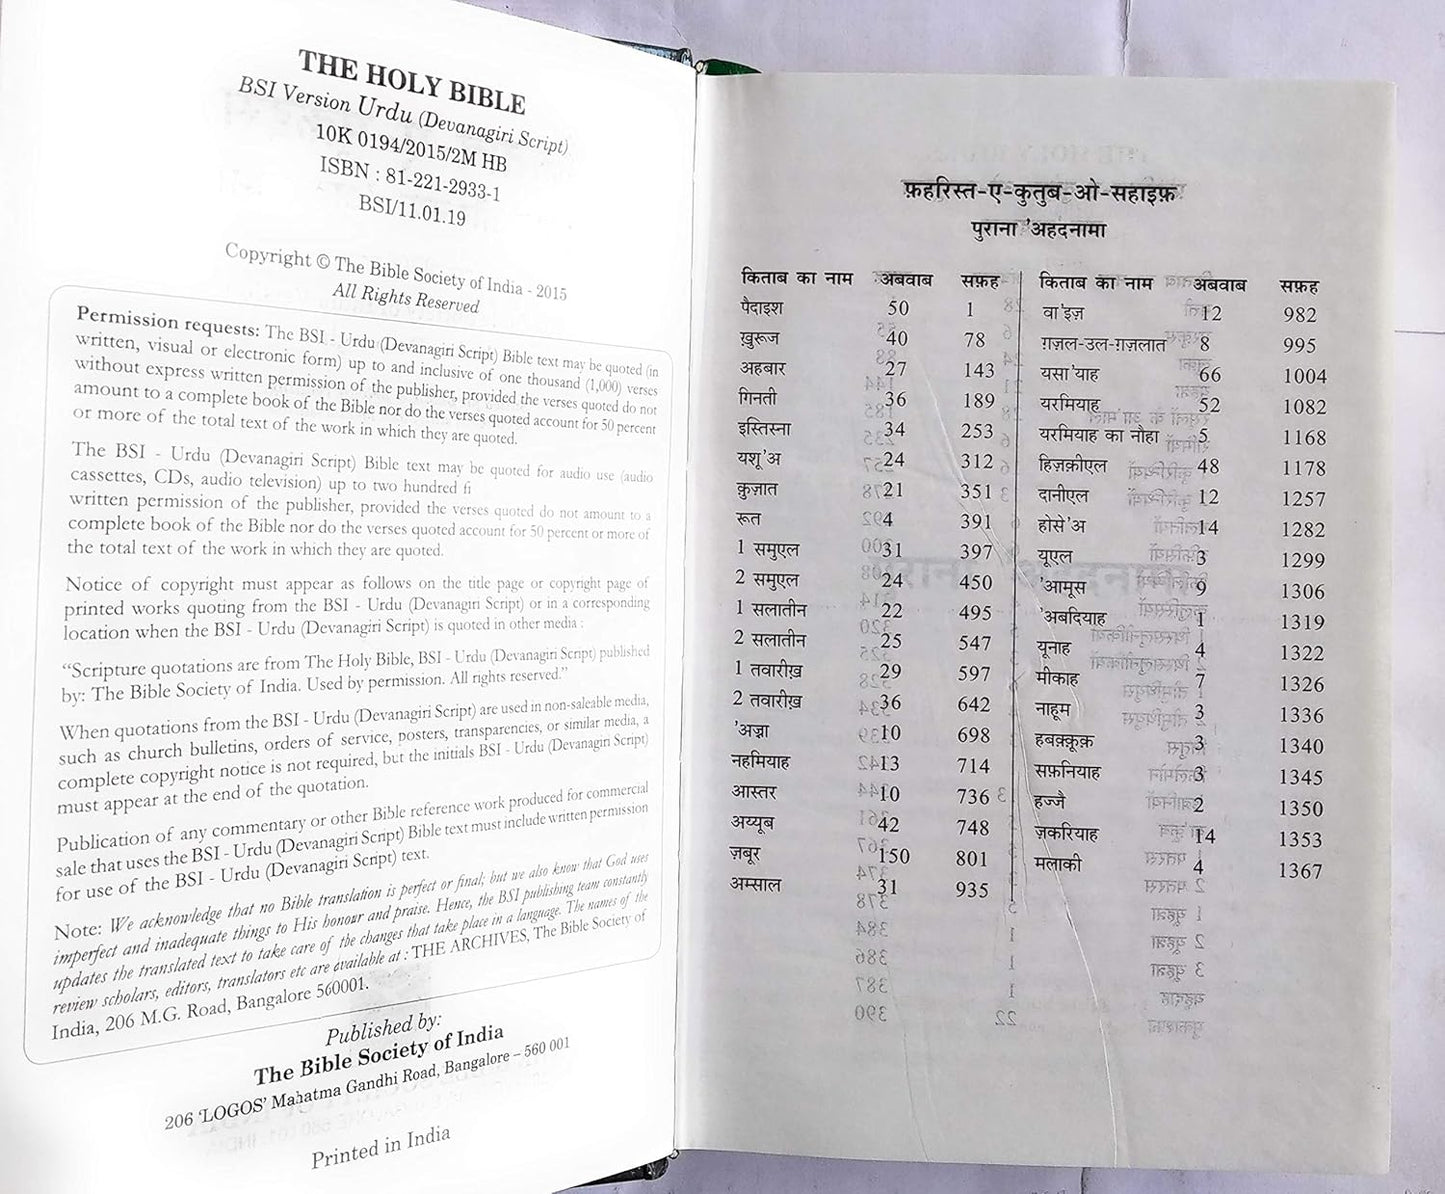 THE HOLY BIBLE
BSI Version Urdu (Devanagiri Script)
10K 0194/2015/2M HB
ISBN : 81-221-2933-1
BSI/11.01.19
Copyright © The Bible Society of India - 2015
All Rights Reserved
Permission requests: The BSI - Urdu (Devanagiri Script) Bible text may be quoted (in
written, visual or electronic form) up to and inclusive of one thousand (1,000) verses
without express written permission of the publisher, provided the verses quoted do not
amount to a complete book of the Bible nor do the verses quoted account for 50 percent
or more of the total text of the work in which they are quoted.
The BSI - Urdu (Devanagiri Script) Bible text may be quoted for audio use (audio
cassettes, CDs, audio television) up to two hundred fi
written permission of the publisher, provided the verses quoted do not amount to a
complete book of the Bible nor do the verses quoted account for 50 percent or more of
the total text of the work in which they are quoted.
Notice of copyright must appear as follows on the title page or copyright page of
printed works quoting from the BSI - Urdu (Devanagiri Script) or in a corresponding
location when the BSI - Urdu (Devanagiri Script) is quoted in other media :
“Scripture quotations are from The Holy Bible, BSI - Urdu (Devanagiri Script) published
by: The Bible Society of India. Used by permission. All rights reserved.”
When quotations from the BSI - Urdu (Devanagiri Script) are used in non-saleable media,
such as church bulletins, orders of service, posters, transparencies, or similar media, a
complete copyright notice is not required, but the initials BSI - Urdu (Devanagiri Script)
must appear at the end of the quotation.
Publication of any commentary or other Bible reference work produced for commercial
sale that uses the BSI - Urdu (Devanagiri Script) Bible text must include written permission
for use of the BSI - Urdu (Devanagiri Script) text.
Note: We acknowledge that no Bible translation is perfect or final; but we also know that God uses
imperfect and inadequate things to His honour and praise. Hence, the BSI publishing team constantly
updates the translated text to take care of the changes that take place in a language. The names of the
review scholars, editors, translators etc are available at : THE ARCHIVES, The Bible Society of
India, 206 M.G. Road, Bangalore 560001.
Published by:
The Bible Society of India
206 ‘LOGOS’ Mahatma Gandhi Road, Bangalore – 560 001
Printed in India
फ़हरिस्त-ए-कुतुब-ओ-सहाइफ़
पुराना 'अहदनामा
किताब का नाम अबवाब सफ़ह
पैदाइश 50 1
ख़ुरूज 40 78
अहबार 27 143
गिनती 36 189
इस्तिस्ना 34 253
यशू'अ 24 312
क़ुज़ात 21 351
रूत 4 391
1 समुएल 31 397
2 समुएल 24 450
1 सलातीन 22 495
2 सलातीन 25 547
1 तवारीख़ 29 597
2 तवारीख़ 36 642
'अज़्रा 10 698
नहमियाह 13 714
आस्तर 10 736
अय्यूब 42 748
ज़बूर 150 801
अम्साल 31 935
किताब का नाम अबवाब सफ़ह
वा'इज़ 12 982
ग़ज़ल-उल-ग़ज़लात 8 995
यसा'याह 66 1004
यरमियाह 52 1082
यरमियाह का नौहा 5 1168
हिज़क़ीएल 48 1178
दानीएल 12 1257
होसे'अ 14 1282
यूएल 3 1299
'आमूस 9 1306
'अबदियाह 1 1319
यूनाह 4 1322
मीकाह 7 1326
नाहूम 3 1336
हबक़्क़ूक़ 3 1340
सफ़नियाह 3 1345
हज्जै 2 1350
ज़करियाह 14 1353
मलाकी 4 1367